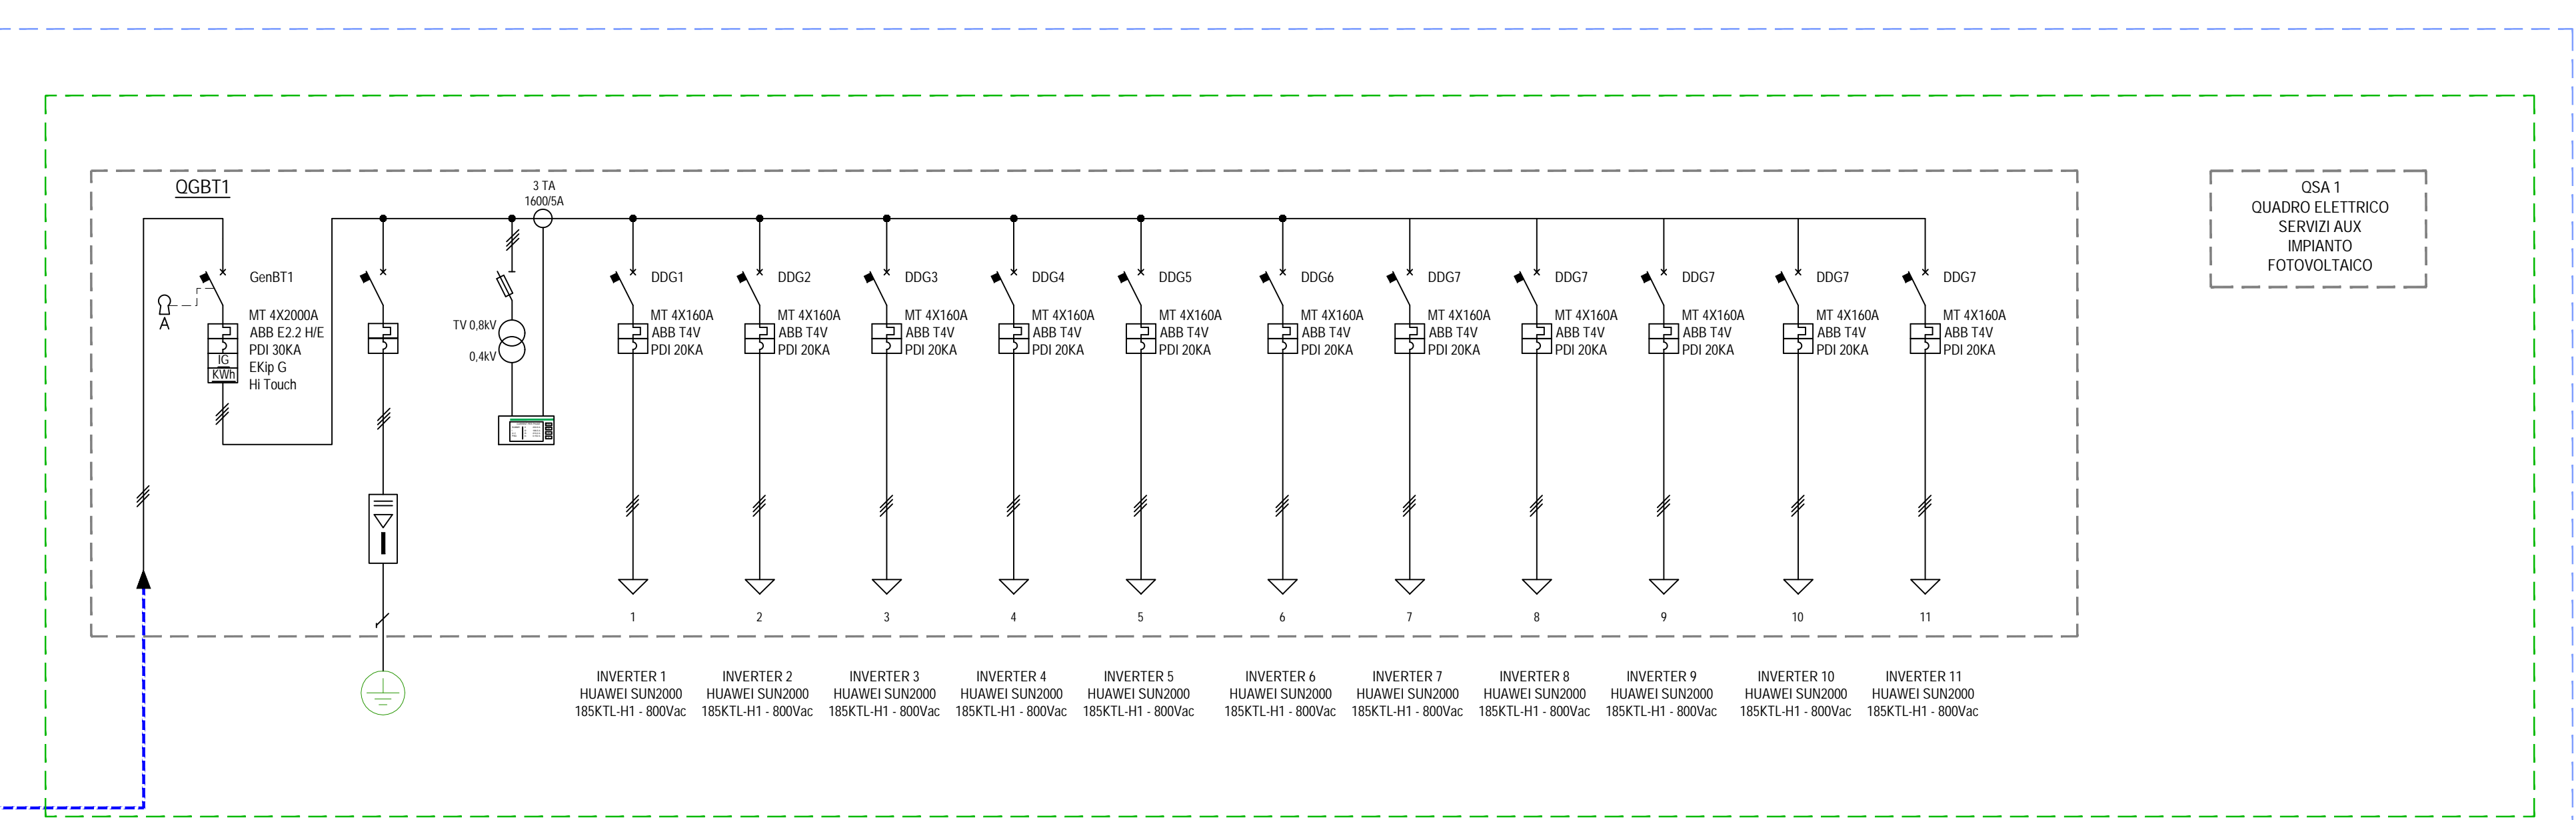 QGBT1
3 TA
1600/5A
QSA 1
QUADRO ELETTRICO
SERVIZI AUX
IMPIANTO
FOTOVOLTAICO
GenBT1
A
MT 4X2000A
ABB E2.2 H/E
PDI 30KA
EKip G
Hi Touch
IG
KWh
TV 0,8kV
0,4kV
DDG1
MT 4X160A
ABB T4V
PDI 20KA
DDG2
MT 4X160A
ABB T4V
PDI 20KA
DDG3
MT 4X160A
ABB T4V
PDI 20KA
DDG4
MT 4X160A
ABB T4V
PDI 20KA
DDG5
MT 4X160A
ABB T4V
PDI 20KA
DDG6
MT 4X160A
ABB T4V
PDI 20KA
DDG7
MT 4X160A
ABB T4V
PDI 20KA
DDG7
MT 4X160A
ABB T4V
PDI 20KA
DDG7
MT 4X160A
ABB T4V
PDI 20KA
DDG7
MT 4X160A
ABB T4V
PDI 20KA
DDG7
MT 4X160A
ABB T4V
PDI 20KA
1
2
3
4
5
6
7
8
9
10
11
INVERTER 1
HUAWEI SUN2000
185KTL-H1 - 800Vac
INVERTER 2
HUAWEI SUN2000
185KTL-H1 - 800Vac
INVERTER 3
HUAWEI SUN2000
185KTL-H1 - 800Vac
INVERTER 4
HUAWEI SUN2000
185KTL-H1 - 800Vac
INVERTER 5
HUAWEI SUN2000
185KTL-H1 - 800Vac
INVERTER 6
HUAWEI SUN2000
185KTL-H1 - 800Vac
INVERTER 7
HUAWEI SUN2000
185KTL-H1 - 800Vac
INVERTER 8
HUAWEI SUN2000
185KTL-H1 - 800Vac
INVERTER 9
HUAWEI SUN2000
185KTL-H1 - 800Vac
INVERTER 10
HUAWEI SUN2000
185KTL-H1 - 800Vac
INVERTER 11
HUAWEI SUN2000
185KTL-H1 - 800Vac